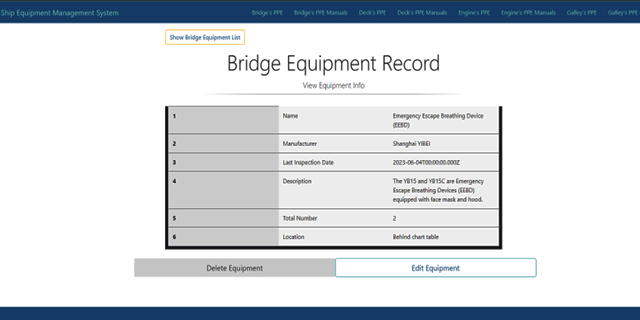 Ship Equipment Management System Bridge's PPE Bridge's PPE Manuals Deck's PPE Deck's PPE Manuals Engine's PPE Engine's PPE Manuals Galley's PPE Galley's PPE
Show Bridge Equipment List
Bridge Equipment Record
View Equipment Info
1 Name Emergency Escape Breathing Device
(EEBD)
2 Manufacturer Shanghai YIBEI
3 Last Inspection Date 2023-06-04T00:00:00.000Z
4 Description The YB15 and YB15C are Emergency
Escape Breathing Devices (EEBD)
equipped with face mask and hood.
5 Total Number 2
6 Location Behind chart table
Delete Equipment Edit Equipment